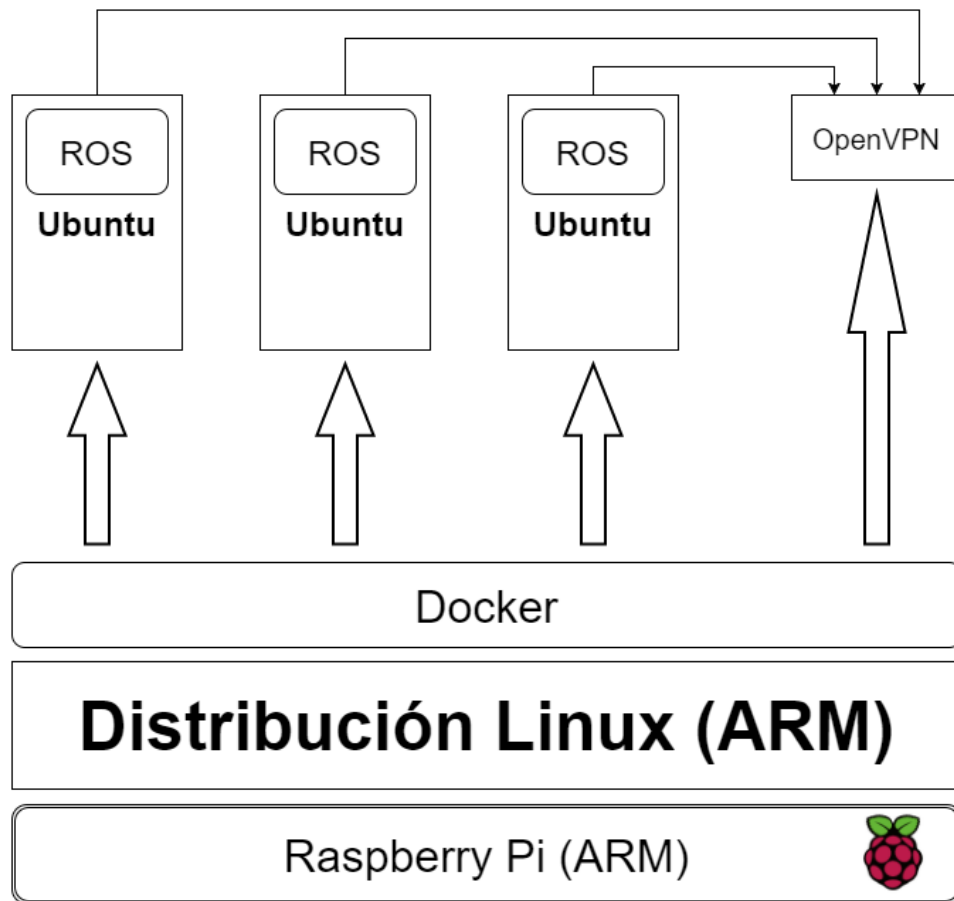 ROS
Ubuntu
ROS
Ubuntu
ROS
Ubuntu
OpenVPN
Docker
Distribución Linux (ARM)
Raspberry Pi (ARM)